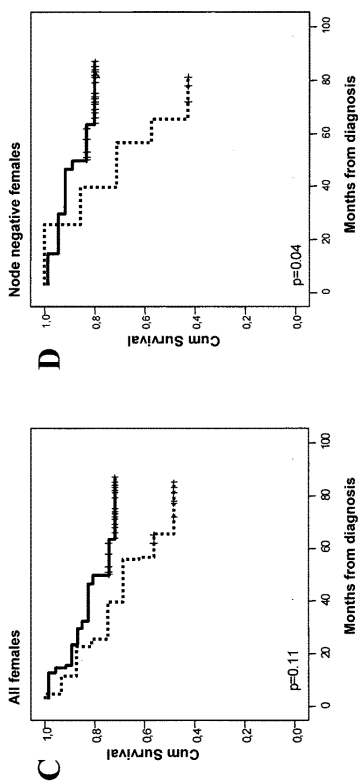 C
All females
Cum Survival
1,0
0,8
0,6
0,4
0,2
0,0
p=0.11
0 20 40 60 80 100
Months from diagnosis
D
Node negative females
Cum Survival
1,0
0,8
0,6
0,4
0,2
0,0
p=0.04
0 20 40 60 80 100
Months from diagnosis